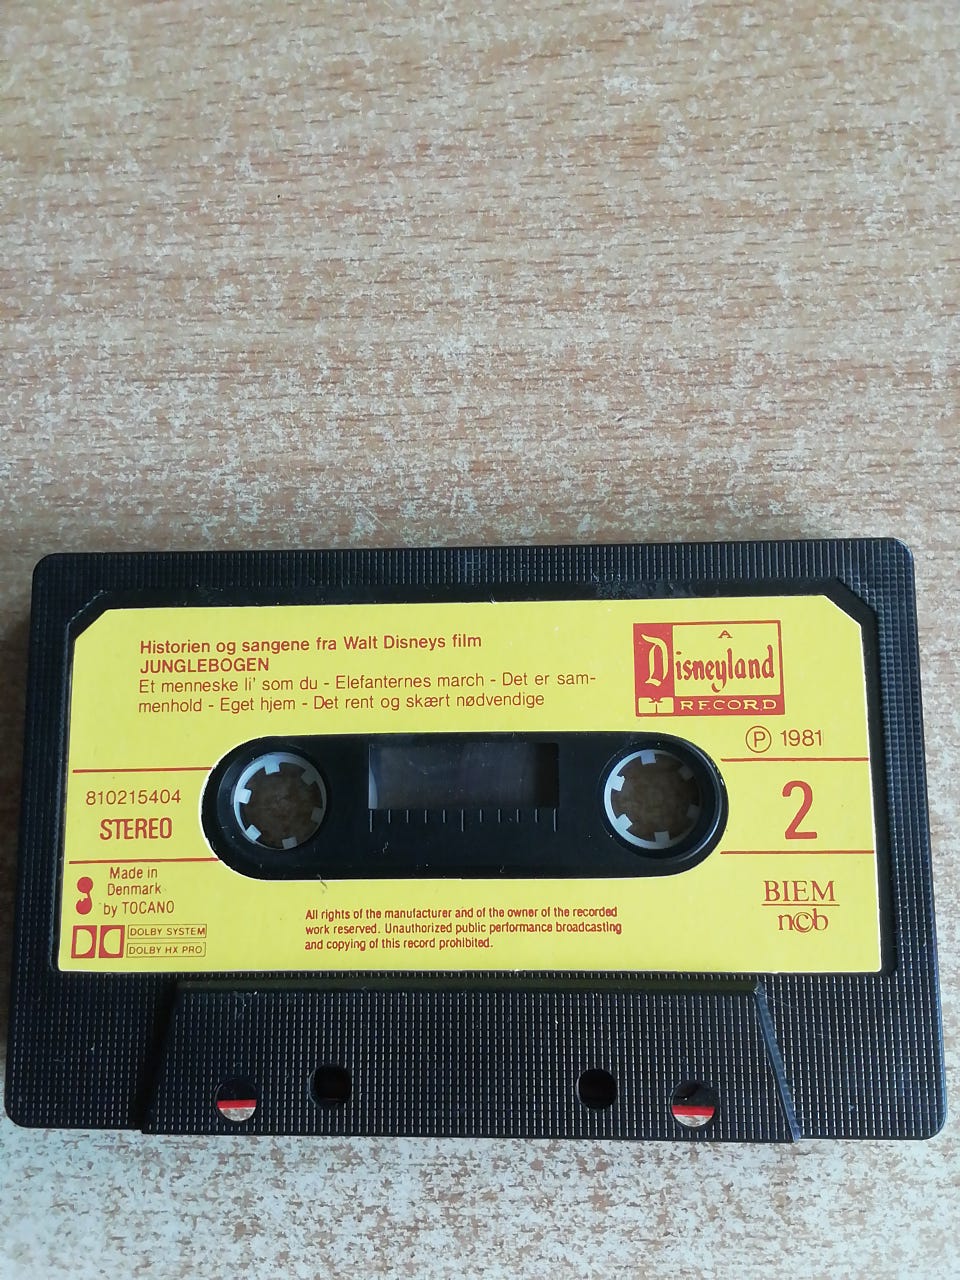 Historien og sangene fra Walt Disneys film
JUNGLEBOGEN
Et menneske li' som du - Elefanternes march - Det er sam-
menhold - Eget hjem - Det rent og skært nødvendige
A
Disneyland
RECORD
Ⓟ 1981
810215404
STEREO
2
Made in
Denmark
by TOCANO
DOLBY SYSTEM
DOLBY HX PRO
All rights of the manufacturer and of the owner of the recorded
work reserved. Unauthorized public performance broadcasting
and copying of this record prohibited.
BIEM
ncb